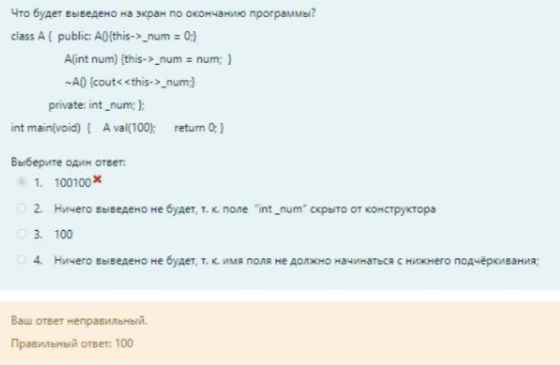 Что будет выведено на экран по окончанию программы?
class A { public: A(){this->_num = 0;}
A(int num) {this->_num = num; }
~A() {cout<<this->_num;}
private: int _num; };
int main(void) { A val(100); return 0; }
Выберите один ответ:
1. 100100
2. Ничего выведено не будет, т. к. поле "int _num" скрыто от конструктора
3. 100
4. Ничего выведено не будет, т. к. имя поля не должно начинаться с нижнего подчёркивания;
Ваш ответ неправильный.
Правильный ответ: 100